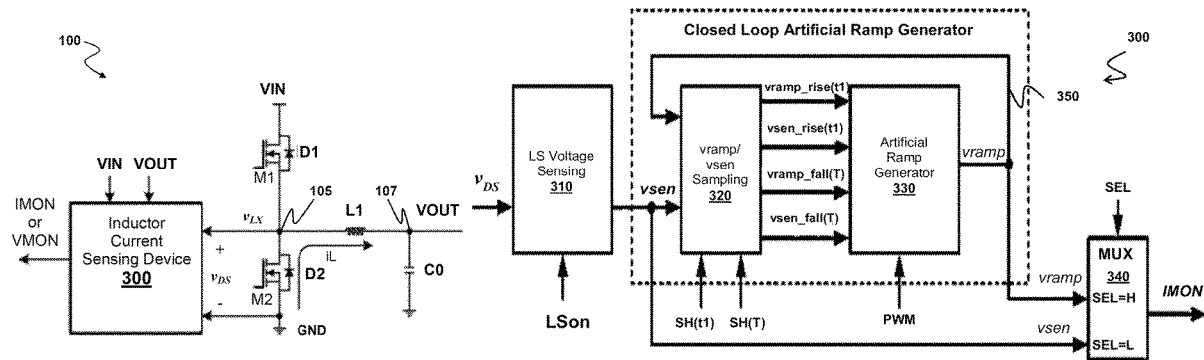 100
VIN
D1
M1
VIN VOUT
IMON
or
VMON
Inductor
Current
Sensing Device
300
vLX
+
vDS
-
105
L1
107
VOUT
iL
D2
M2
C0
GND
vDS
LS Voltage
Sensing
310
LSon
vsen
Closed Loop Artificial Ramp Generator
300
350
vramp/
vsen
Sampling
320
vramp_rise(t1)
vsen_rise(t1)
vramp_fall(T)
vsen_fall(T)
Artificial
Ramp
Generator
330
vramp
SH(t1)
SH(T)
PWM
SEL
MUX
340
vramp
SEL=H
vsen
SEL=L
IMON